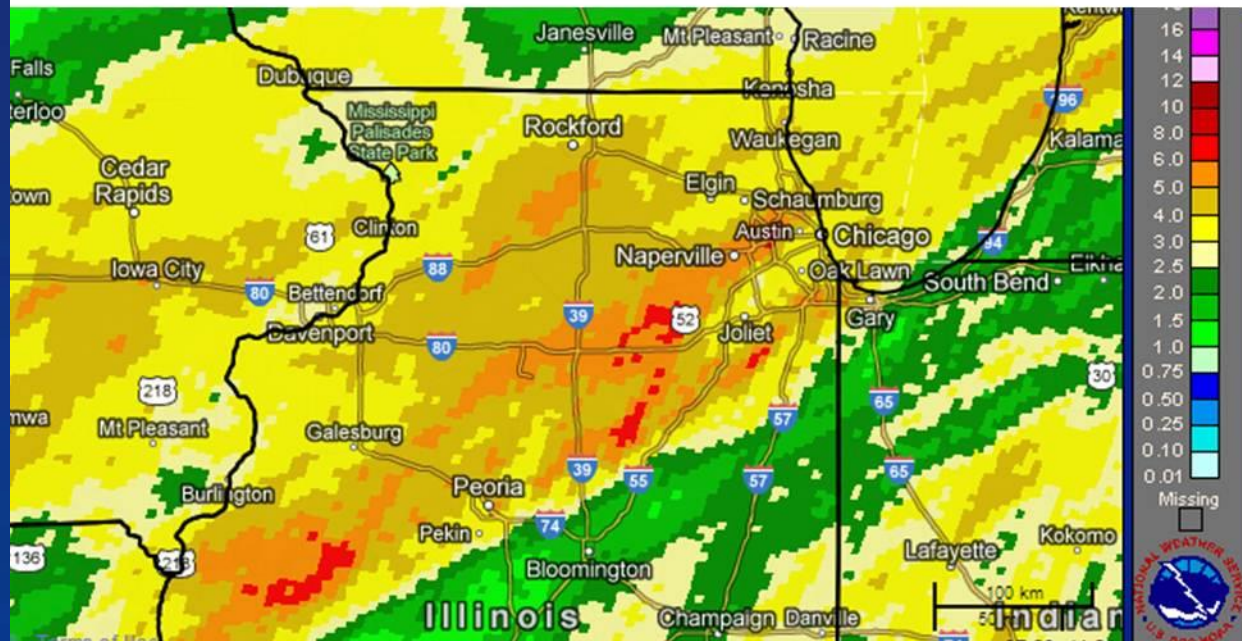 Janesville
Mt Pleasant
Racine
Falls
Dubuque
Kenosha
96
Mississippi
Palisades
State Park
Rockford
Waukegan
Cedar
Rapids
Elgin
Schaumburg
61
Clinton
Austin
Chicago
94
Naperville
88
Oak Lawn
Iowa City
80
Bettendorf
South Bend
Gary
39
52
Davenport
80
Joliet
218
30
65
57
Mt Pleasant
Galesburg
39
55
57
65
Burlington
Peoria
74
Pekin
136
218
Lafayette
Kokomo
Bloomington
100 km
Illinois
Champaign
Danville
16
14
12
10
8.0
6.0
5.0
4.0
3.0
2.5
2.0
1.5
1.0
0.75
0.50
0.25
0.10
0.01
Missing
NATIONAL WEATHER SERVICE